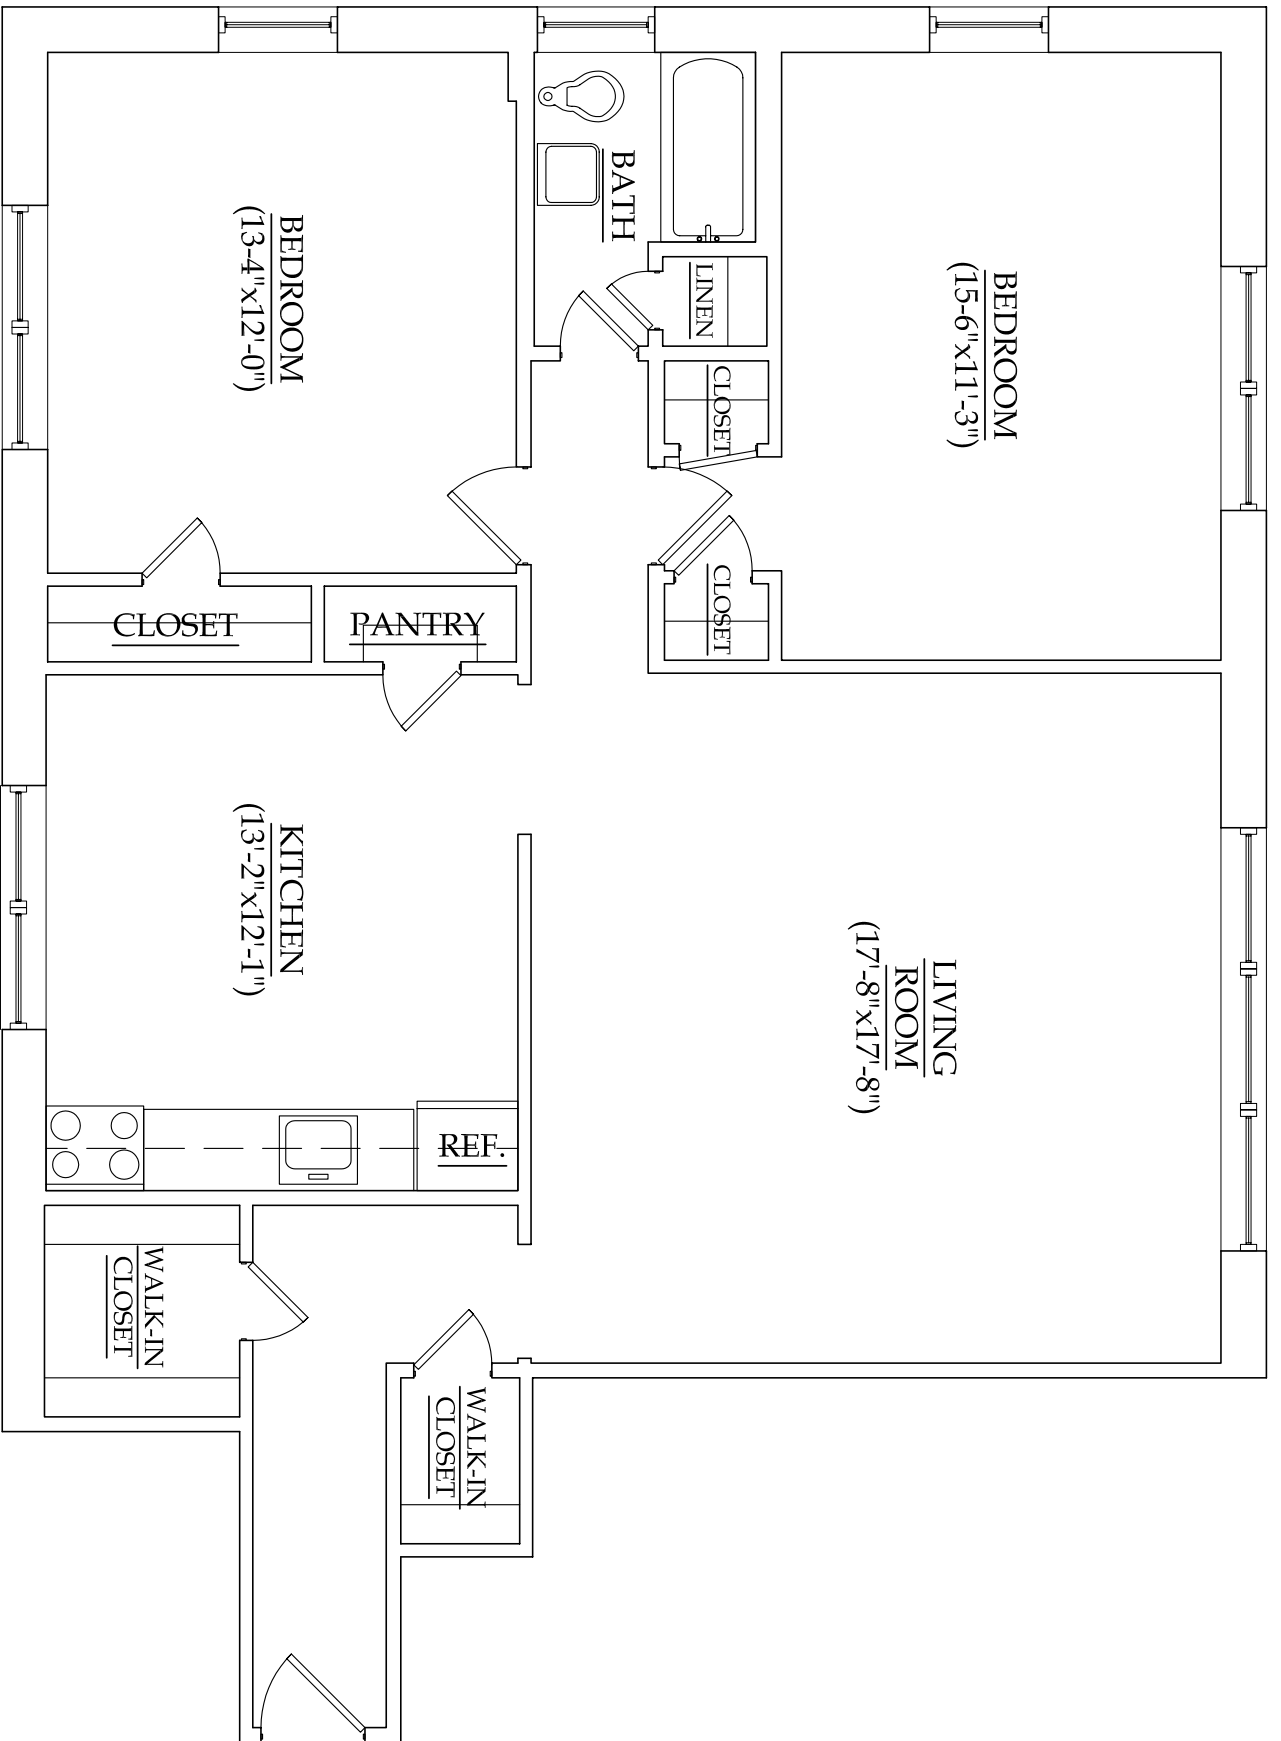 BEDROOM
(13-4"x12'-0")
BATH
LINEN
CLOSET
BEDROOM
(15-6"x11'-3")
CLOSET
CLOSET
PANTRY
KITCHEN
(13'-2"x12'-1")
REF.
LIVING
ROOM
(17'-8"x17'-8")
WALK-IN
CLOSET
WALK-IN
CLOSET